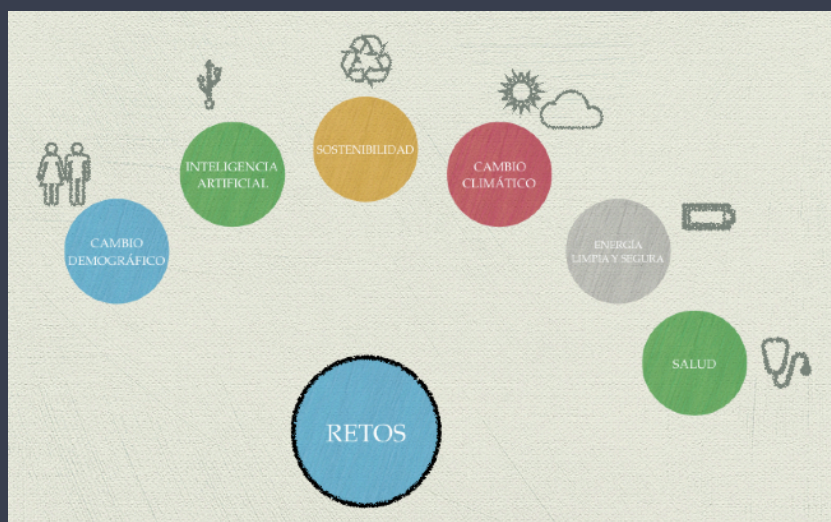 CAMBIO
DEMOGRÁFICO
INTELIGENCIA
ARTIFICIAL
SOSTENIBILIDAD
CAMBIO
CLIMÁTICO
ENERGÍA
LIMPIA Y SEGURA
SALUD
RETOS